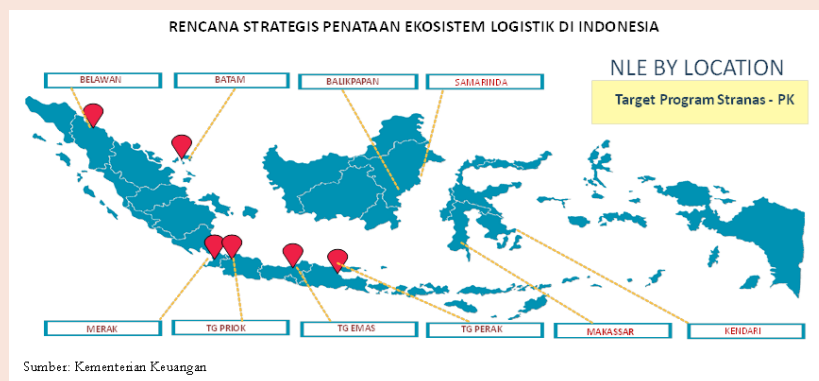 RENCANA STRATEGIS PENATAAN EKOSISTEM LOGISTIK DI INDONESIA
NLE BY LOCATION
Target Program Stranas - PK
BELAWAN
BATAM
BALIKPAPAN
SAMARINDA
MERAK
TG PRIOK
TG EMAS
TG PERAK
MAKASSAR
KENDARI
Sumber: Kementerian Keuangan